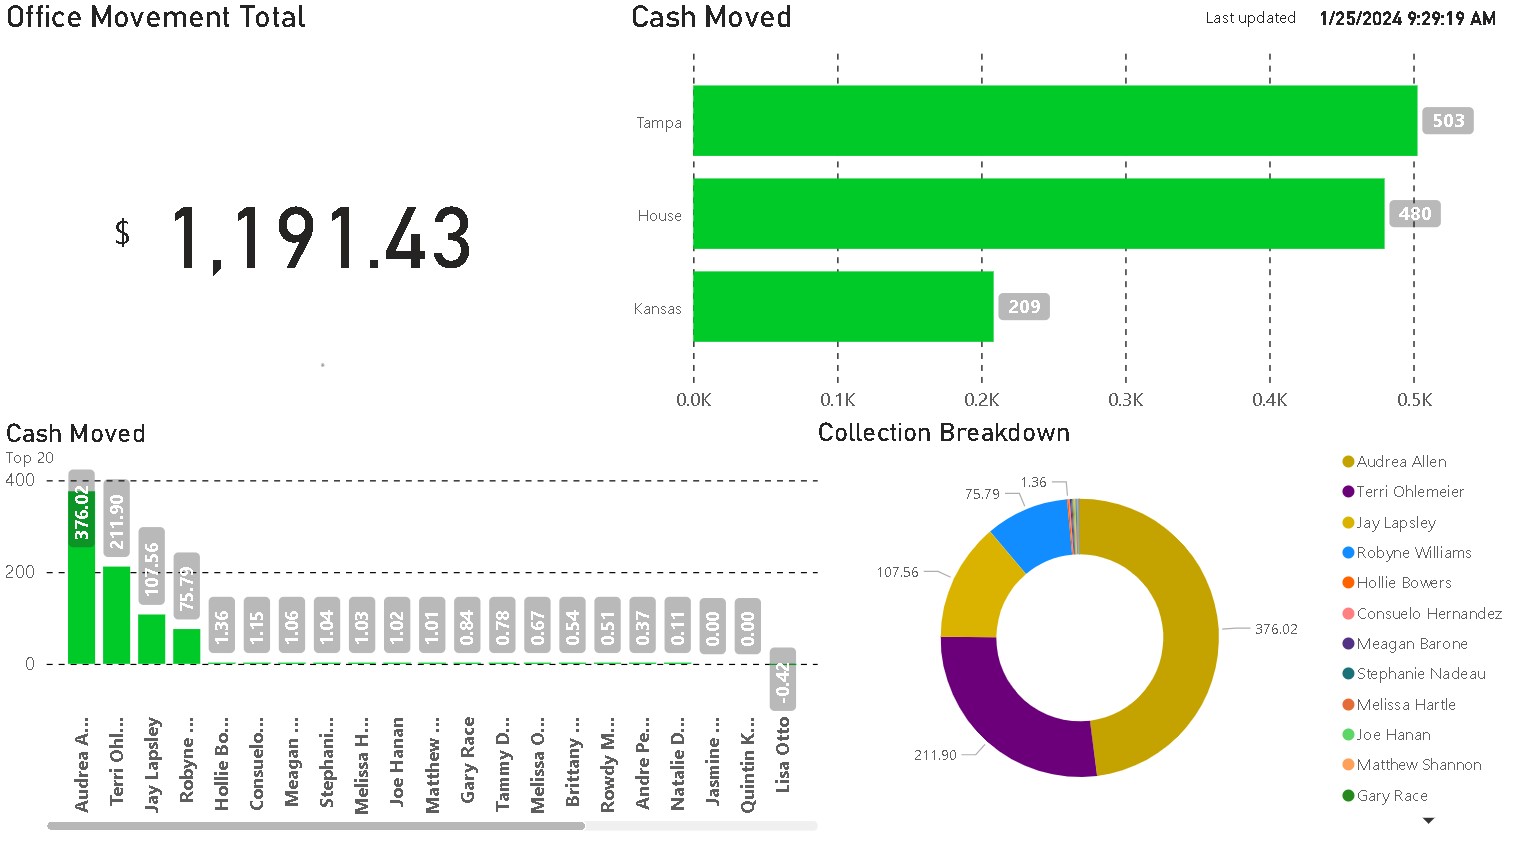 Office Movement Total
$ 1,191.43
Cash Moved
Last updated 1/25/2024 9:29:19 AM
Tampa 503
House 480
Kansas 209
0.0K 0.1K 0.2K 0.3K 0.4K 0.5K
Cash Moved
Top 20
400
200
0
376.02 211.90 107.56 75.79 1.36 1.15 1.06 1.04 1.03 1.02 1.01 0.84 0.78 0.67 0.54 0.51 0.37 0.11 0.00 0.00 -0.42
Audrea A...
Terri Ohl...
Jay Lapsley
Robyne ...
Hollie Bo...
Consuelo...
Meagan ...
Stephani...
Melissa H...
Joe Hanan
Matthew ...
Gary Race
Tammy D...
Melissa O...
Brittany ...
Rowdy M...
Andre Pe...
Natalie D...
Jasmine ...
Quintin K...
Lisa Otto
Collection Breakdown
1.36
75.79
107.56
376.02
211.90
Audrea Allen
Terri Ohlemeier
Jay Lapsley
Robyne Williams
Hollie Bowers
Consuelo Hernandez
Meagan Barone
Stephanie Nadeau
Melissa Hartle
Joe Hanan
Matthew Shannon
Gary Race